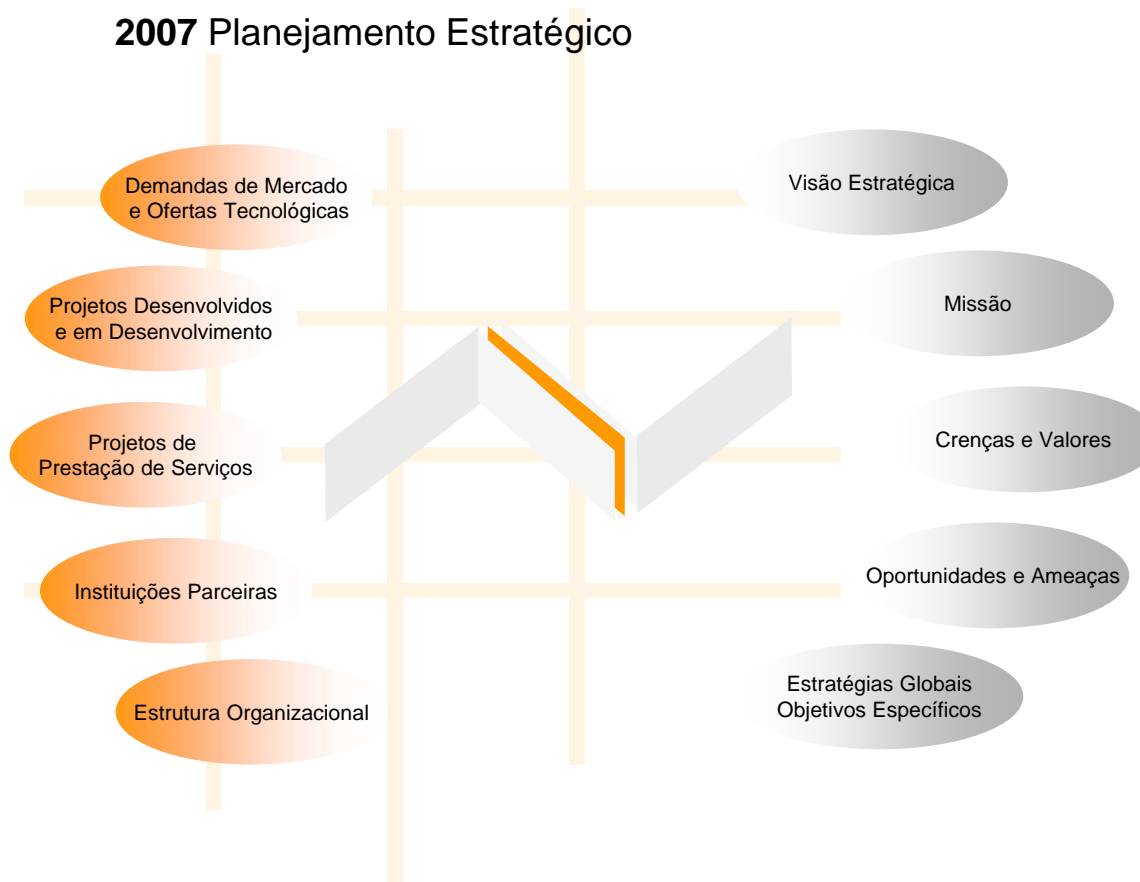 2007 Planejamento Estratégico
Demandas de Mercado
e Ofertas Tecnológicas
Projetos Desenvolvidos
e em Desenvolvimento
Projetos de
Prestação de Serviços
Instituições Parceiras
Estrutura Organizacional
Visão Estratégica
Missão
Crenças e Valores
Oportunidades e Ameaças
Estratégias Globais
Objetivos Específicos